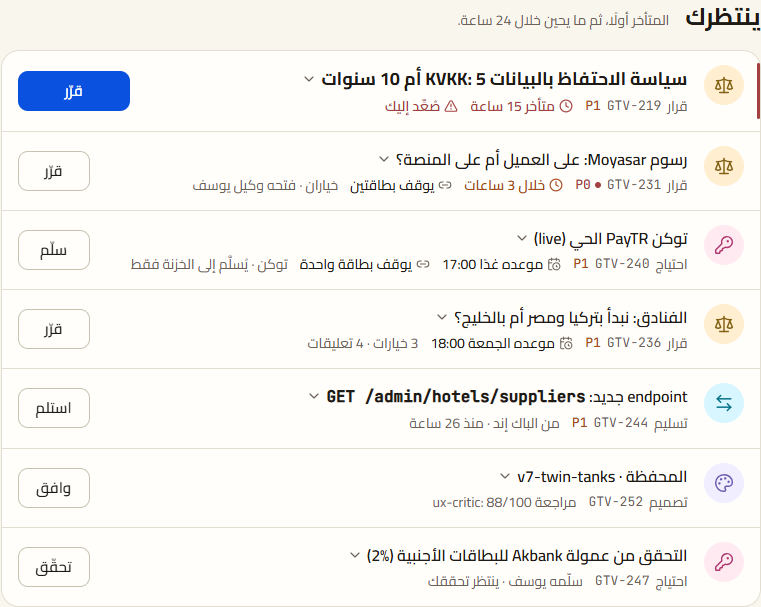 ينتظرك
المتأخر أولًا، ثم ما يحين خلال 24 ساعة.
سياسة الاحتفاظ بالبيانات KVKK: 5 أم 10 سنوات
قرار GTV-219 P1 متأخر 15 ساعة صُعِّد إليك
قرّر
رسوم Moyasar: على العميل أم على المنصة؟
قرار GTV-231 P0 خلال 3 ساعات يوقف بطاقتين خياران · فتحه وكيل يوسف
قرّر
توكن PayTR الحي (live)
احتياج GTV-240 P1 موعده غدًا 17:00 يوقف بطاقة واحدة توكن · يُسلَّم إلى الخزنة فقط
سلّم
الفنادق: نبدأ بتركيا ومصر أم بالخليج؟
قرار GTV-236 P1 موعده الجمعة 18:00 3 خيارات · 4 تعليقات
قرّر
endpoint جديد: GET /admin/hotels/suppliers
تسليم GTV-244 P1 من الباك إند · منذ 26 ساعة
استلم
المحفظة · v7-twin-tanks
تصميم GTV-252 مراجعة ux-critic: 88/100
وافق
التحقق من عمولة Akbank للبطاقات الأجنبية (2%)
احتياج GTV-247 سلّمه يوسف · ينتظر تحققك
تحقّق